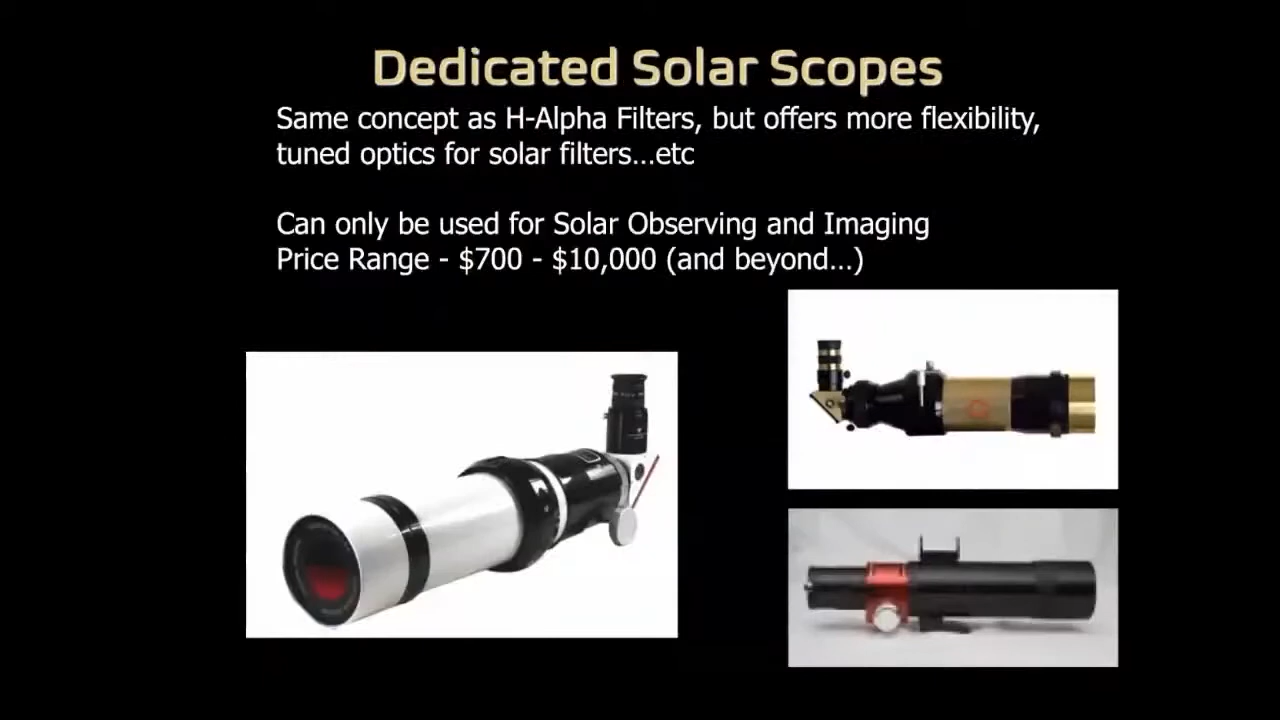 Dedicated Solar Scopes
Same concept as H-Alpha Filters, but offers more flexibility,
tuned optics for solar filters...etc
Can only be used for Solar Observing and Imaging
Price Range - $700 - $10,000 (and beyond...)